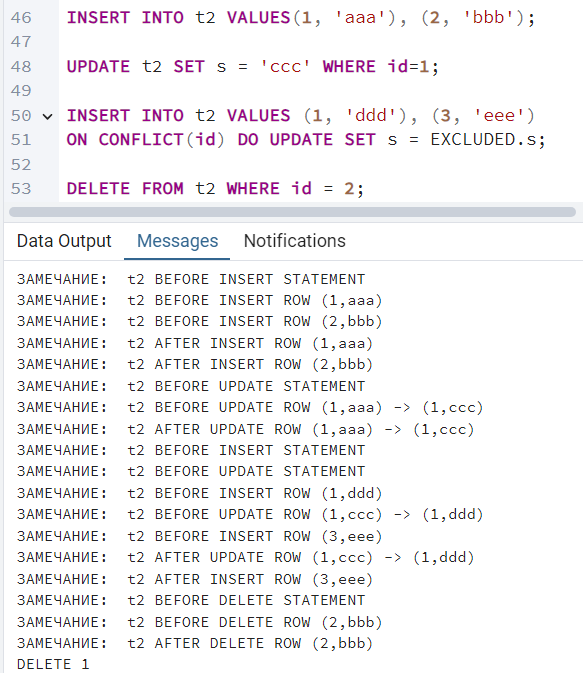 46 INSERT INTO t2 VALUES(1, 'aaa'), (2, 'bbb');
47
48 UPDATE t2 SET s = 'ccc' WHERE id=1;
49
50 INSERT INTO t2 VALUES (1, 'ddd'), (3, 'eee')
51 ON CONFLICT(id) DO UPDATE SET s = EXCLUDED.s;
52
53 DELETE FROM t2 WHERE id = 2;
Data Output Messages Notifications
ЗАМЕЧАНИЕ: t2 BEFORE INSERT STATEMENT
ЗАМЕЧАНИЕ: t2 BEFORE INSERT ROW (1,aaa)
ЗАМЕЧАНИЕ: t2 BEFORE INSERT ROW (2,bbb)
ЗАМЕЧАНИЕ: t2 AFTER INSERT ROW (1,aaa)
ЗАМЕЧАНИЕ: t2 AFTER INSERT ROW (2,bbb)
ЗАМЕЧАНИЕ: t2 BEFORE UPDATE STATEMENT
ЗАМЕЧАНИЕ: t2 BEFORE UPDATE ROW (1,aaa) -> (1,ccc)
ЗАМЕЧАНИЕ: t2 AFTER UPDATE ROW (1,aaa) -> (1,ccc)
ЗАМЕЧАНИЕ: t2 BEFORE INSERT STATEMENT
ЗАМЕЧАНИЕ: t2 BEFORE UPDATE STATEMENT
ЗАМЕЧАНИЕ: t2 BEFORE INSERT ROW (1,ddd)
ЗАМЕЧАНИЕ: t2 BEFORE UPDATE ROW (1,ccc) -> (1,ddd)
ЗАМЕЧАНИЕ: t2 BEFORE INSERT ROW (3,eee)
ЗАМЕЧАНИЕ: t2 AFTER UPDATE ROW (1,ccc) -> (1,ddd)
ЗАМЕЧАНИЕ: t2 AFTER INSERT ROW (3,eee)
ЗАМЕЧАНИЕ: t2 BEFORE DELETE STATEMENT
ЗАМЕЧАНИЕ: t2 BEFORE DELETE ROW (2,bbb)
ЗАМЕЧАНИЕ: t2 AFTER DELETE ROW (2,bbb)
DELETE 1